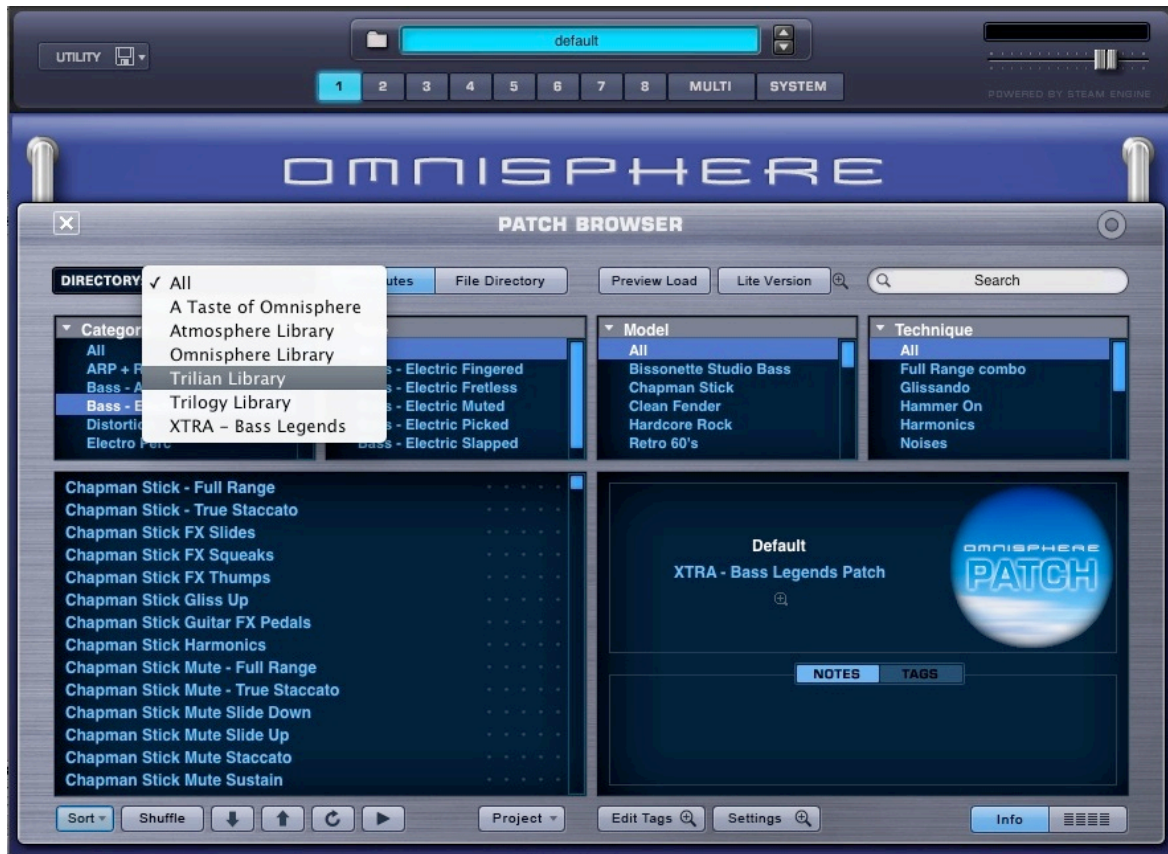 default
UTILITY
1 2 3 4 5 6 7 8 MULTI SYSTEM
POWERED BY STEAM ENGINE
OMNISPHERE
PATCH BROWSER
DIRECTORY: utes File Directory Preview Load Lite Version Search
✓ All
A Taste of Omnisphere
Atmosphere Library
Omnisphere Library
Trilian Library
Trilogy Library
XTRA – Bass Legends
Categor
All
ARP + R
Bass - A
Bass - E
Distortio
Electro Perc
s - Electric Fingered
s - Electric Fretless
- Electric Muted
- Electric Picked
Bass - Electric Slapped
Model
All
Bissonette Studio Bass
Chapman Stick
Clean Fender
Hardcore Rock
Retro 60's
Technique
All
Full Range combo
Glissando
Hammer On
Harmonics
Noises
Chapman Stick - Full Range
Chapman Stick - True Staccato
Chapman Stick FX Slides
Chapman Stick FX Squeaks
Chapman Stick FX Thumps
Chapman Stick Gliss Up
Chapman Stick Guitar FX Pedals
Chapman Stick Harmonics
Chapman Stick Mute - Full Range
Chapman Stick Mute - True Staccato
Chapman Stick Mute Slide Down
Chapman Stick Mute Slide Up
Chapman Stick Mute Staccato
Chapman Stick Mute Sustain
Default
XTRA - Bass Legends Patch
OMNISPHERE
PATCH
NOTES TAGS
Sort Shuffle Project Edit Tags Settings Info